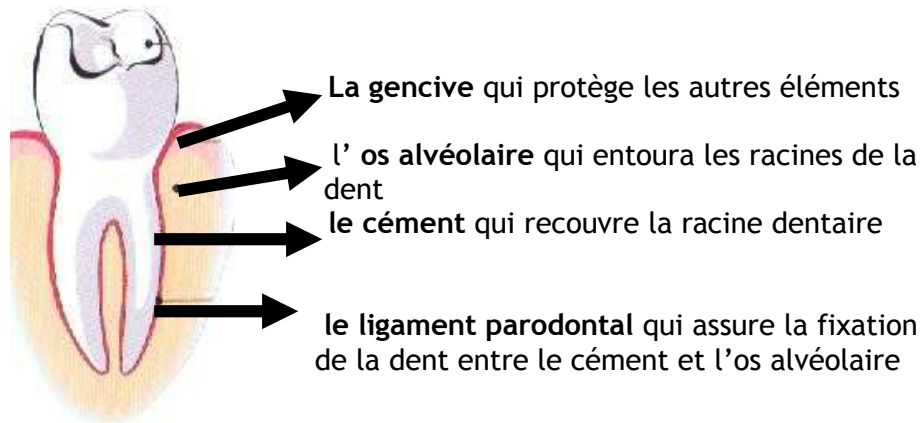 La gencive qui protège les autres éléments
l’ os alvéolaire qui entoura les racines de la
dent
le cément qui recouvre la racine dentaire
le ligament parodontal qui assure la fixation
de la dent entre le cément et l’os alvéolaire